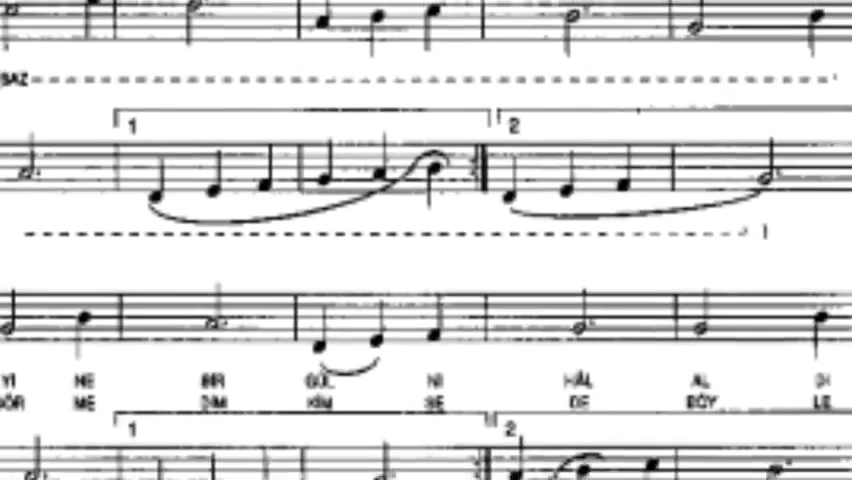 SAZ
1 2
Yİ NE BİR GÜL Nİ HÂL AL DI
GÖR ME DİM KİM SE DE BÖY LE
1 2